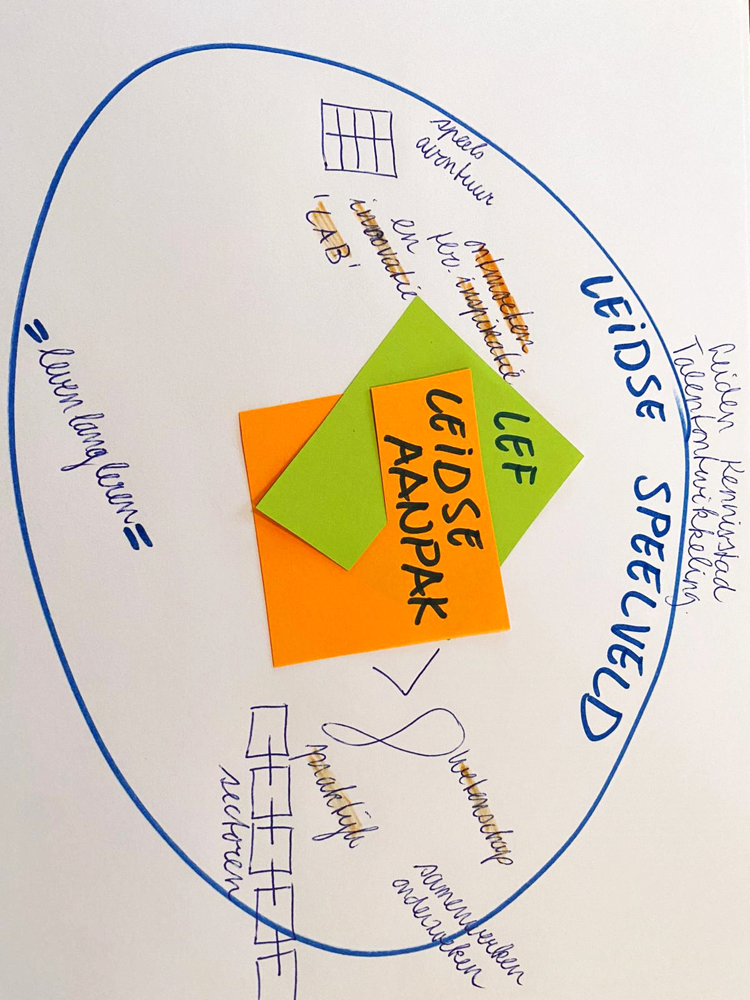 Leiden Kennisstad
Talentontwikkeling.
LEIDSE SPEELVELD
speels
avontuur
ontmoeten
inspiratie
en
innovatie
'LAB'
LEF
LEIDSE
AANPAK
wetenschap
praktijk
samenwerken
onderzoeken
sectoren
= leven lang leren =